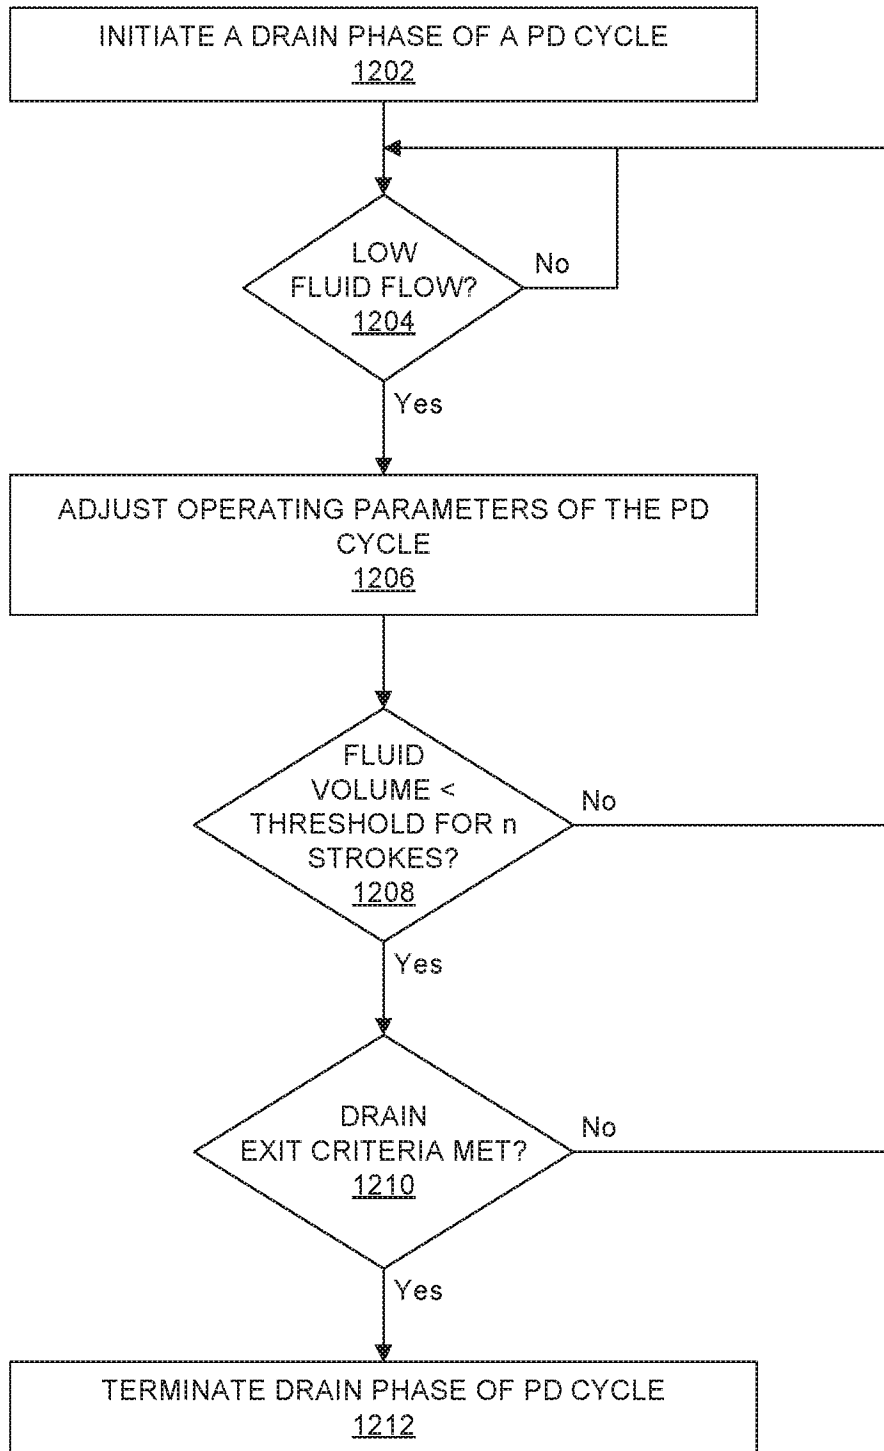 INITIATE A DRAIN PHASE OF A PD CYCLE
1202
LOW
FLUID FLOW?
1204
No
Yes
ADJUST OPERATING PARAMETERS OF THE PD
CYCLE
1206
FLUID
VOLUME <
THRESHOLD FOR n
STROKES?
1208
No
Yes
DRAIN
EXIT CRITERIA MET?
1210
No
Yes
TERMINATE DRAIN PHASE OF PD CYCLE
1212